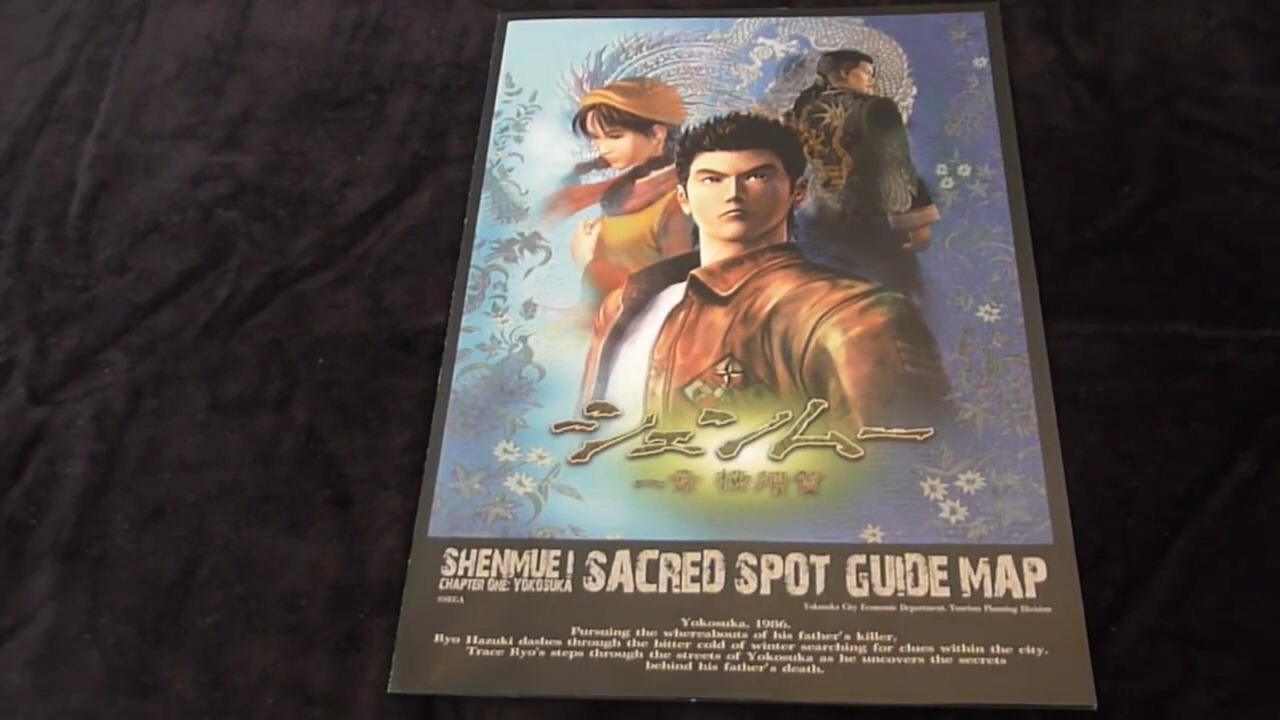 シェンムー
一章 横須賀
SHENMUE I SACRED SPOT GUIDE MAP
CHAPTER ONE: YOKOSUKA
©SEGA
Yokosuka City Economic Department, Tourism Planning Division
Yokosuka, 1986.
Pursuing the whereabouts of his father's killer,
Ryo Hazuki dashes through the bitter cold of winter searching for clues within the city.
Trace Ryo's steps through the streets of Yokosuka as he uncovers the secrets
behind his father's death.